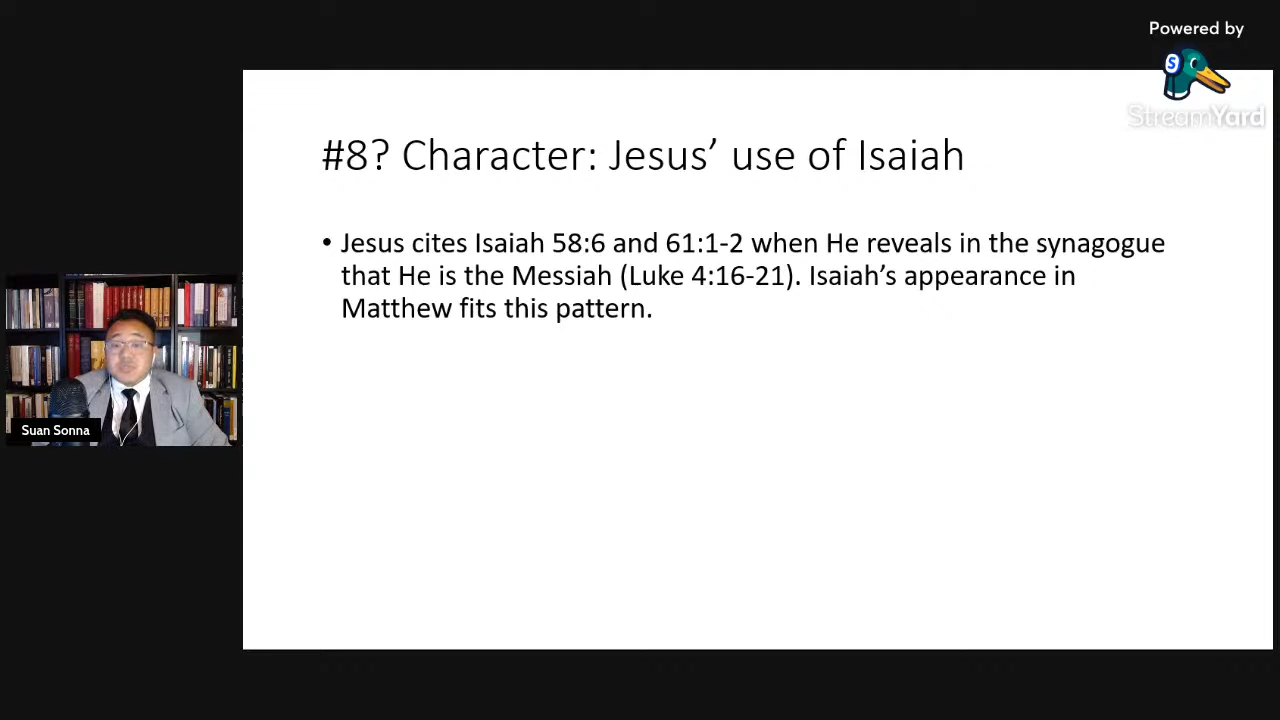 Powered by
StreamYard
#8? Character: Jesus’ use of Isaiah
• Jesus cites Isaiah 58:6 and 61:1-2 when He reveals in the synagogue
that He is the Messiah (Luke 4:16-21). Isaiah’s appearance in
Matthew fits this pattern.
Suan Sonna